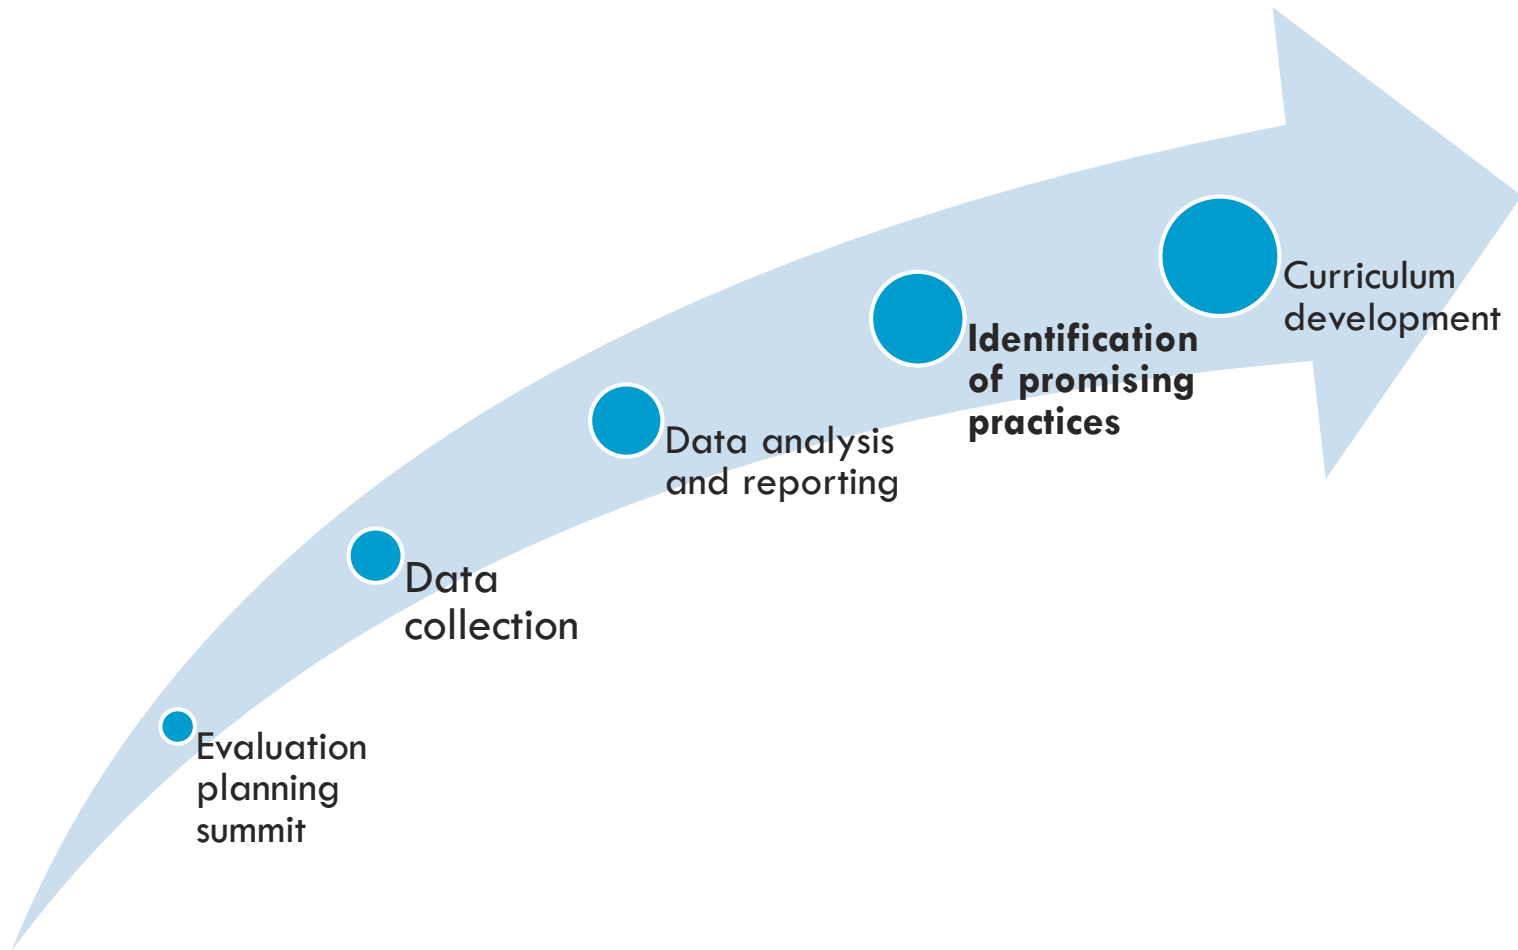 Evaluation
planning
summit
Data
collection
Data analysis
and reporting
Identification
of promising
practices
Curriculum
development